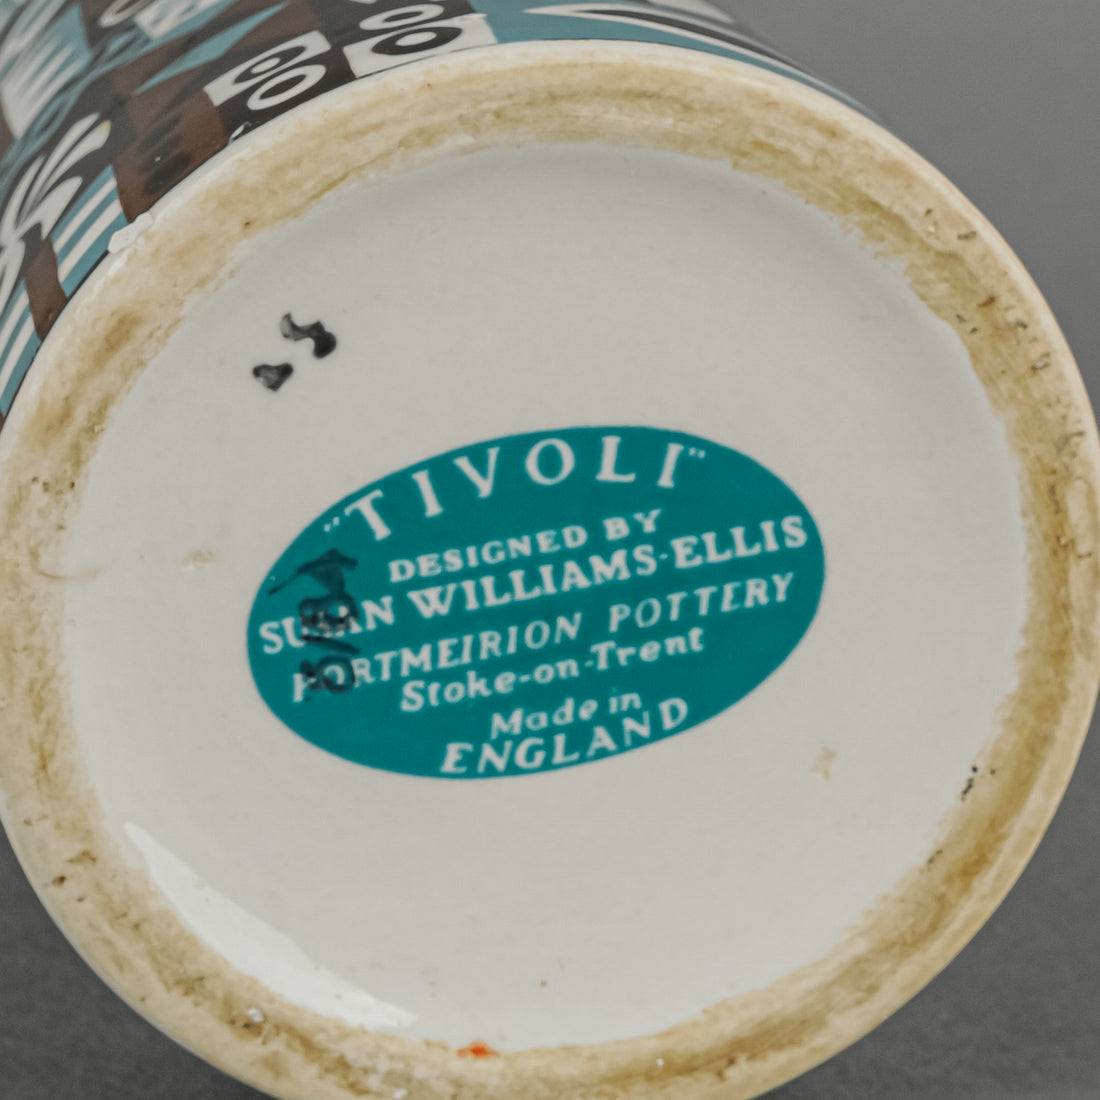 "TIVOLI"
DESIGNED BY
SUSAN WILLIAMS-ELLIS
PORTMEIRION POTTERY
Stoke-on-Trent
Made in
ENGLAND